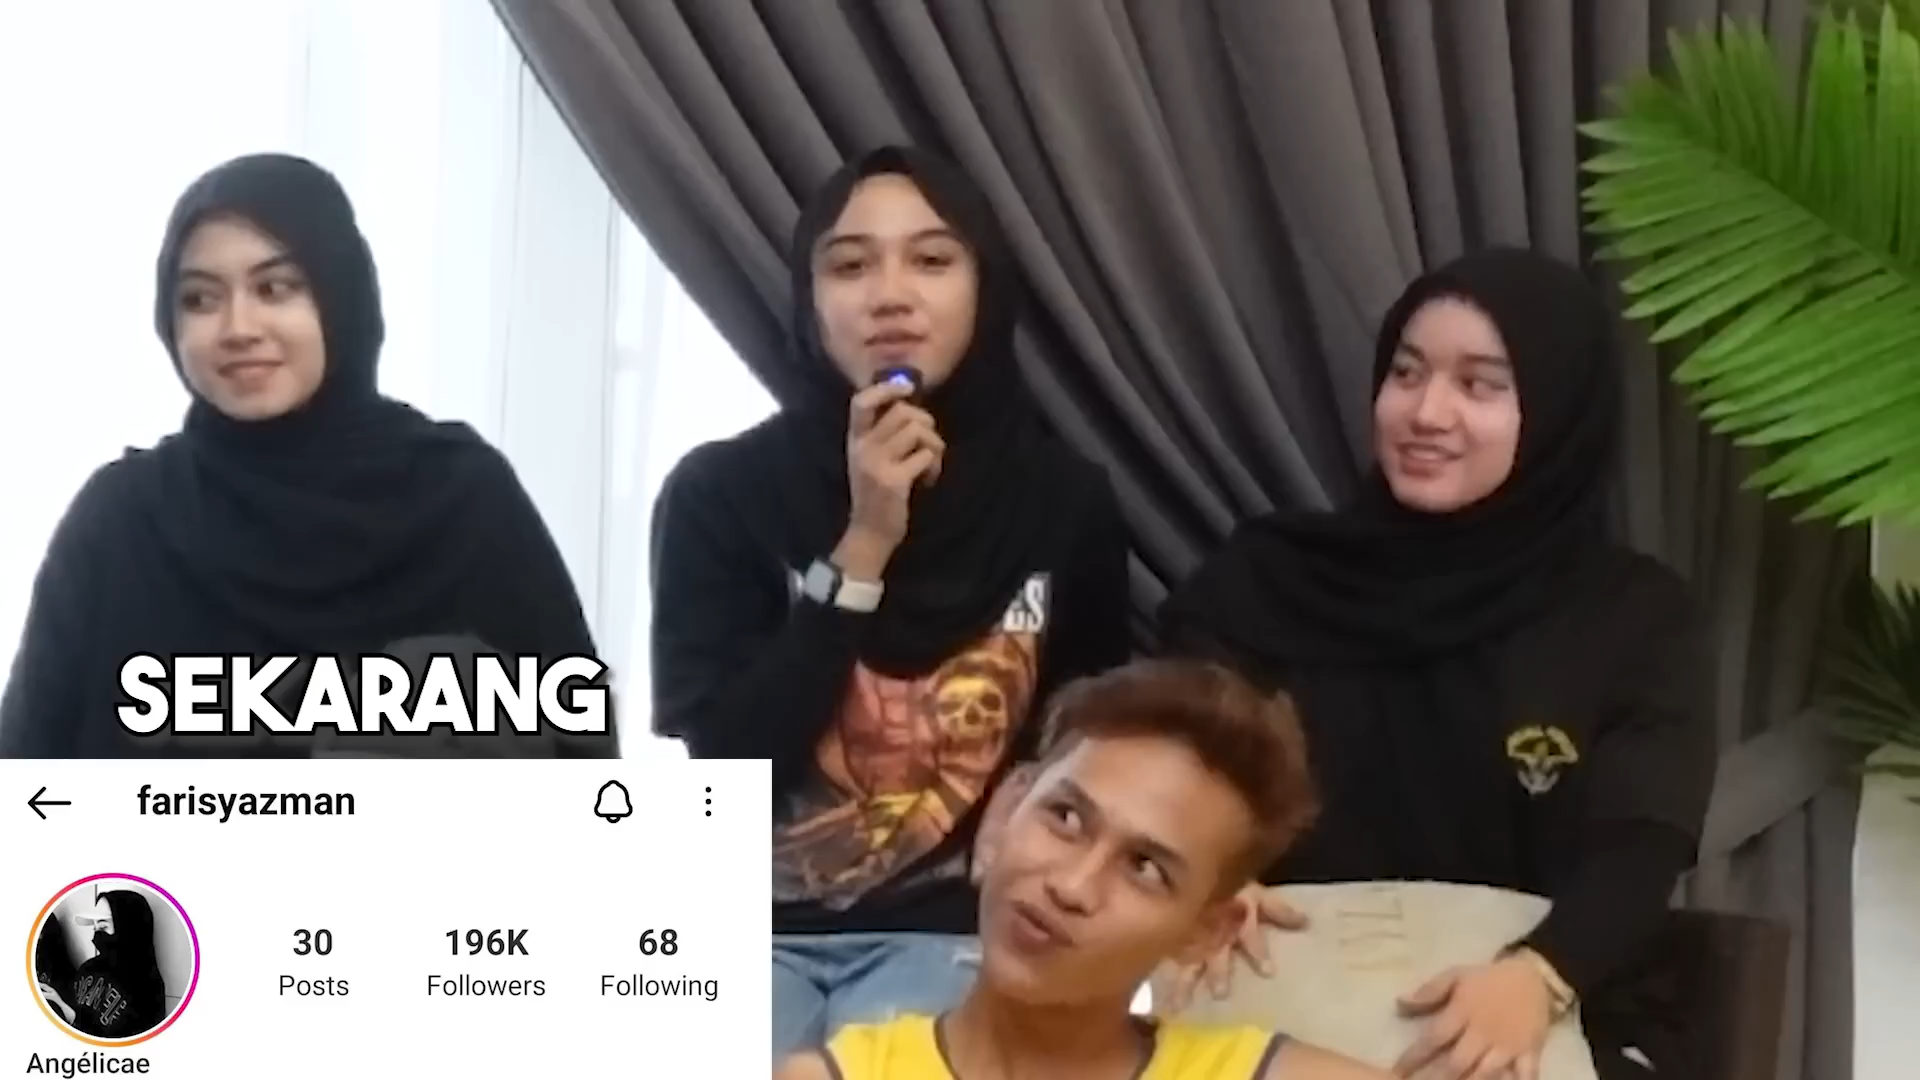 SEKARANG
farisyazman
30 196K 68
Posts Followers Following
Angélicae